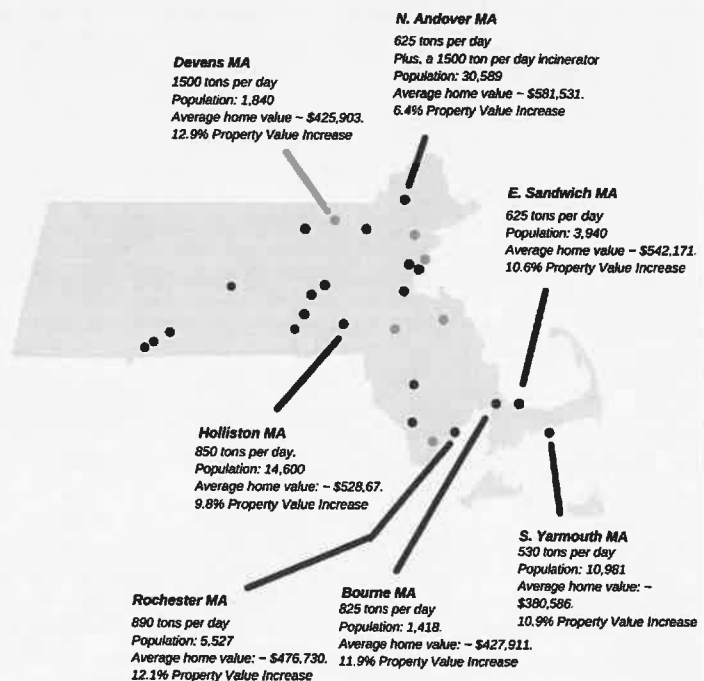 N. Andover MA
625 tons per day
Plus, a 1500 ton per day incinerator
Population: 30,589
Average home value ~ $581,531.
6.4% Property Value Increase
Devens MA
1500 tons per day
Population: 1,840
Average home value ~ $425,903.
12.9% Property Value Increase
E. Sandwich MA
625 tons per day
Population: 3,940
Average home value ~ $542,171.
10.6% Property Value Increase
Holliston MA
850 tons per day.
Population: 14,600
Average home value: ~ $528,67.
9.8% Property Value Increase
S. Yarmouth MA
530 tons per day
Population: 10,981
Average home value: ~
$380,586.
10.9% Property Value Increase
Rochester MA
890 tons per day
Population: 5,527
Average home value: ~ $476,730.
12.1% Property Value Increase
Bourne MA
825 tons per day
Population: 1,418.
Average home value: ~ $427,911.
11.9% Property Value Increase